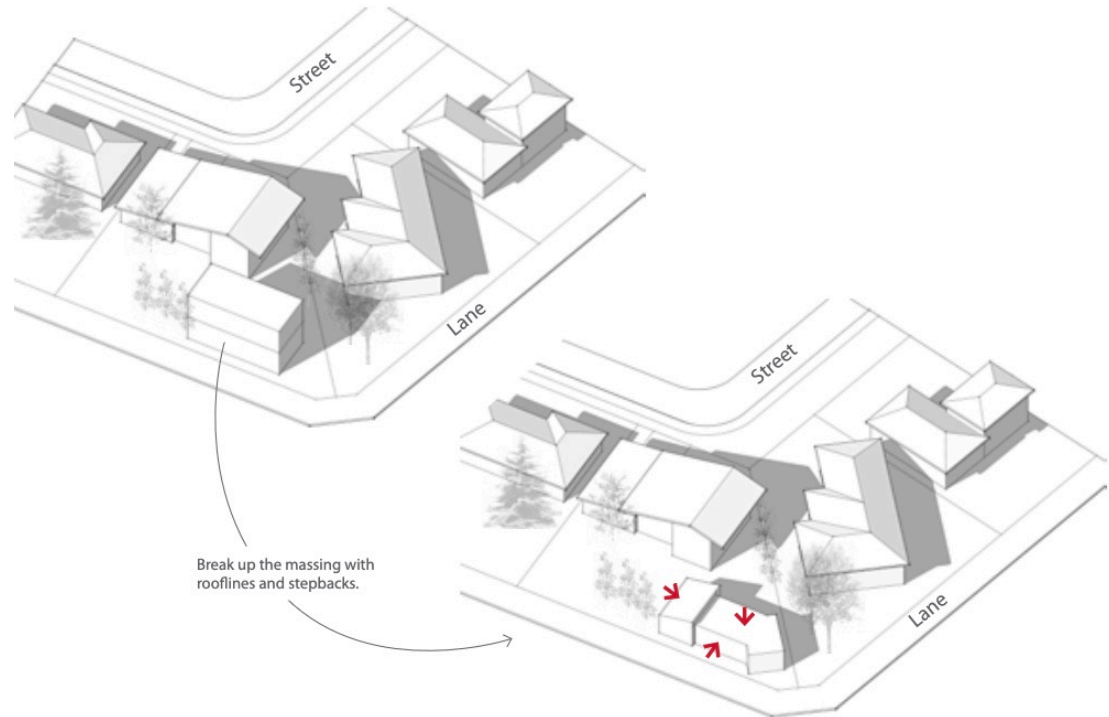 Street
Lane
Break up the massing with
rooflines and stepbacks.
Street
Lane